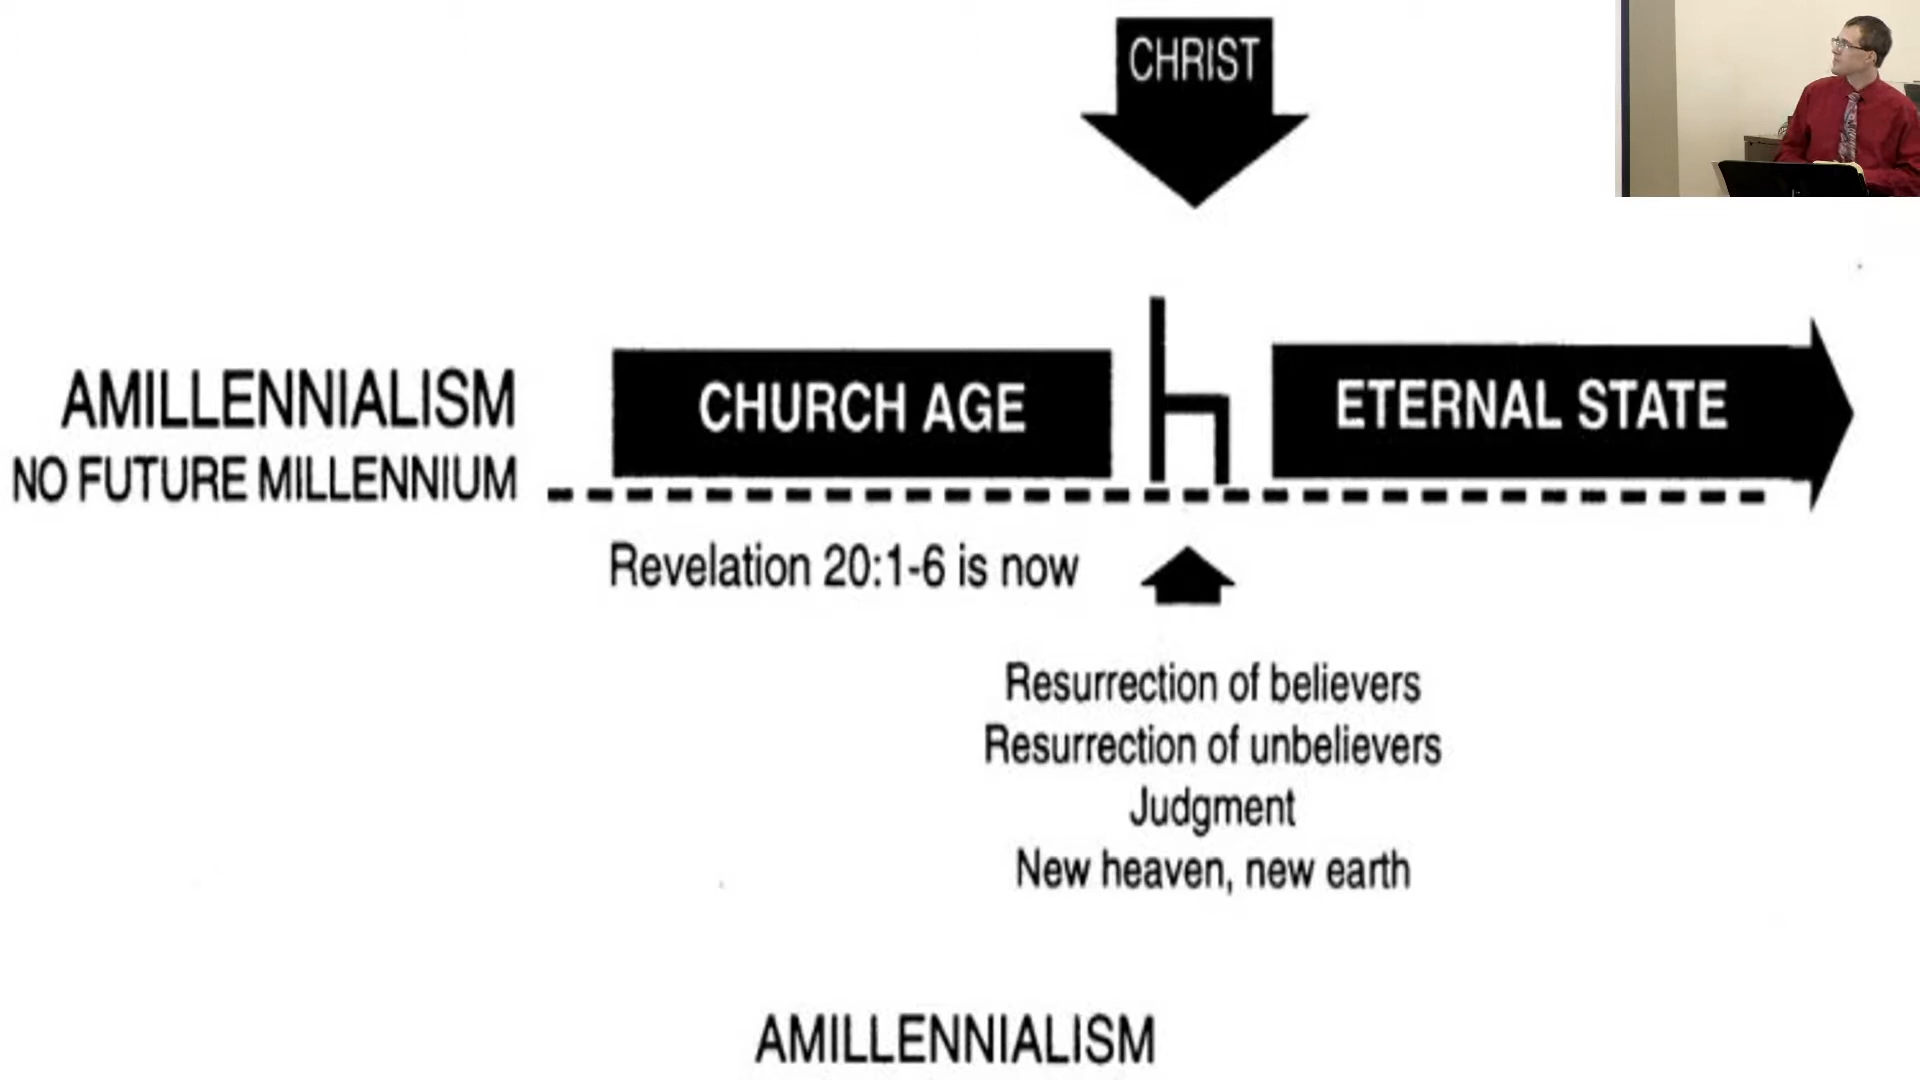 CHRIST
AMILLENNIALISM
NO FUTURE MILLENNIUM
CHURCH AGE
ETERNAL STATE
Revelation 20:1-6 is now
Resurrection of believers
Resurrection of unbelievers
Judgment
New heaven, new earth
AMILLENNIALISM